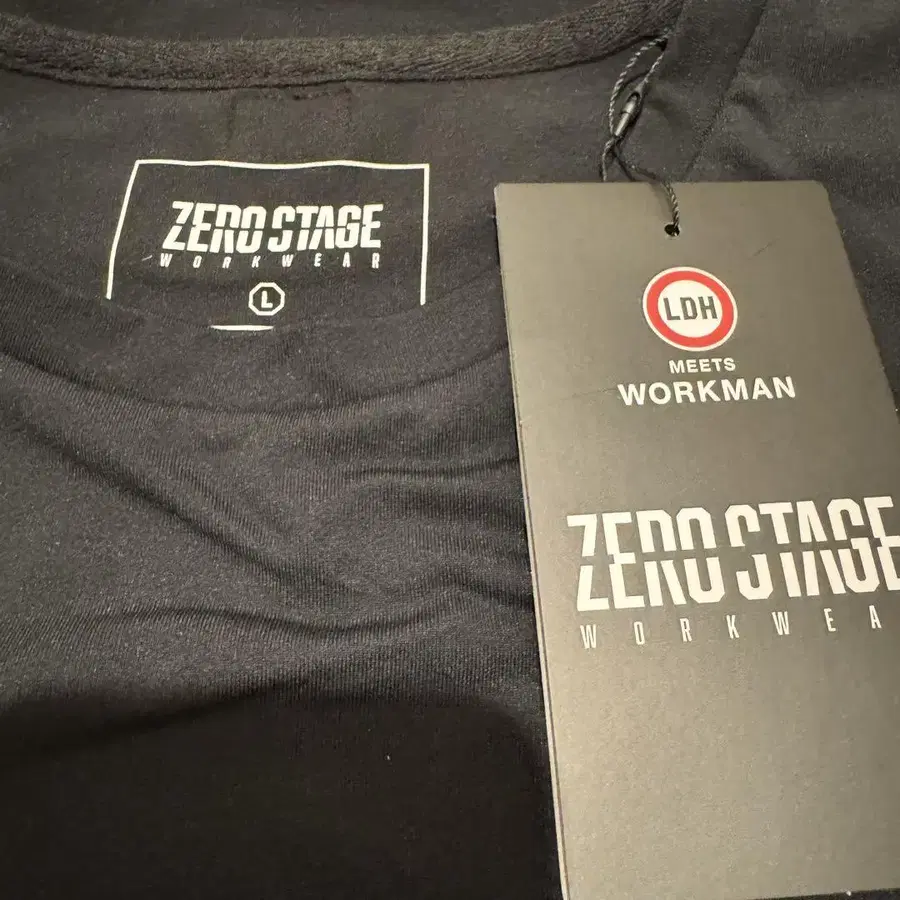 ZERO STAGE
WORKWEAR
L
LDH
MEETS
WORKMAN
ZERO STAGE
WORKWEA